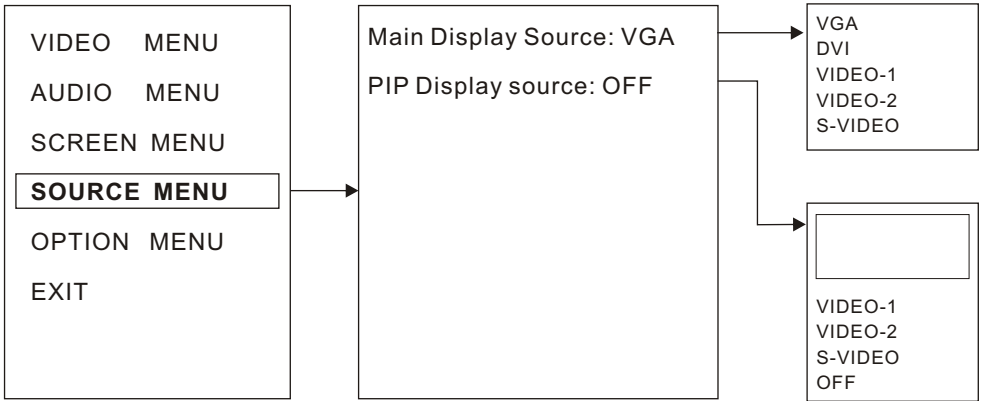 VIDEO MENU
AUDIO MENU
SCREEN MENU
SOURCE MENU
OPTION MENU
EXIT
Main Display Source: VGA
PIP Display source: OFF
VGA
DVI
VIDEO-1
VIDEO-2
S-VIDEO
VIDEO-1
VIDEO-2
S-VIDEO
OFF